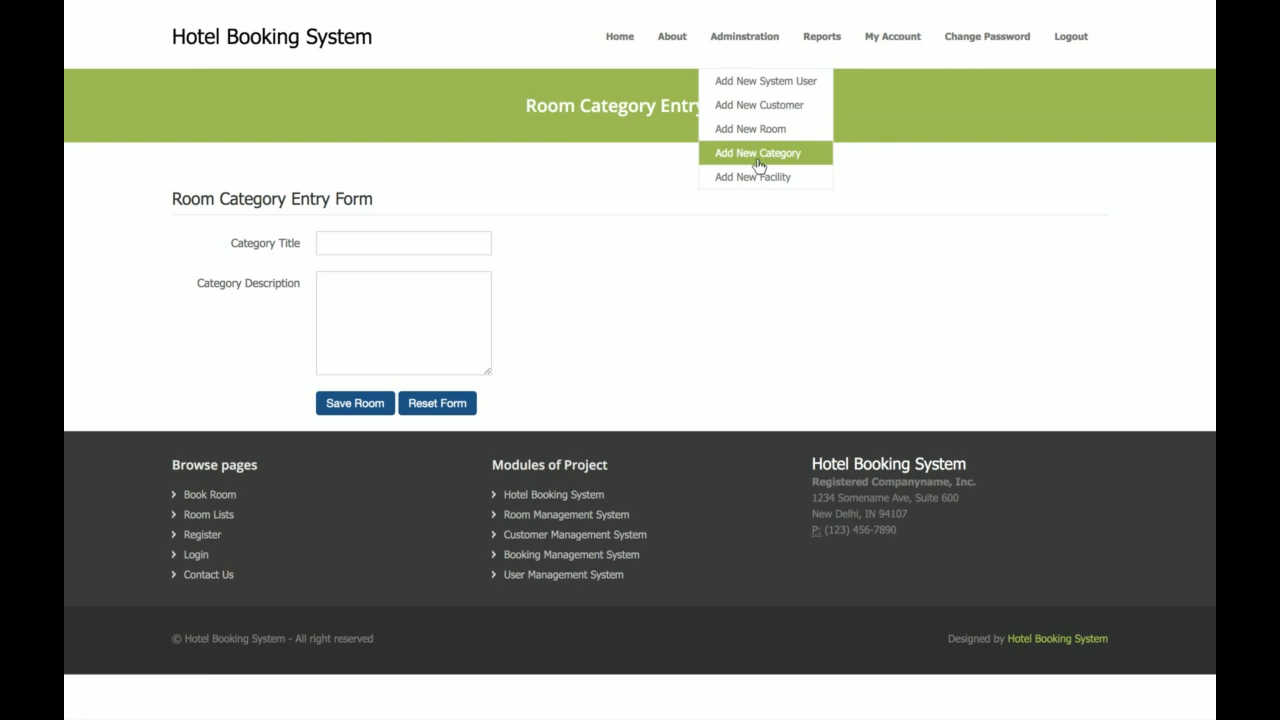 Hotel Booking System
Home About Adminstration Reports My Account Change Password Logout
Add New System User
Add New Customer
Add New Room
Add New Category
Add New Facility
Room Category Entry
Room Category Entry Form
Category Title
Category Description
Save Room Reset Form
Browse pages
Book Room
Room Lists
Register
Login
Contact Us
Modules of Project
Hotel Booking System
Room Management System
Customer Management System
Booking Management System
User Management System
Hotel Booking System
Registered Companyname, Inc.
1234 Somename Ave, Suite 600
New Delhi, IN 94107
P: (123) 456-7890
© Hotel Booking System - All right reserved
Designed by Hotel Booking System